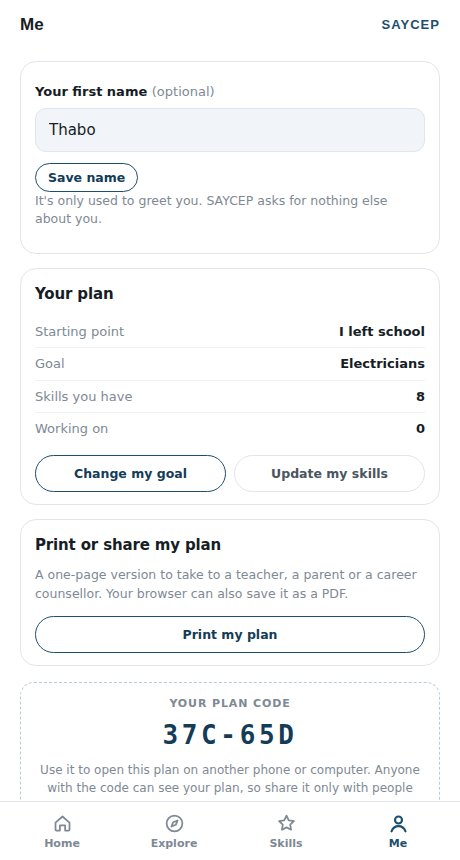 Me
SAYCEP
Your first name (optional)
Thabo
Save name
It's only used to greet you. SAYCEP asks for nothing else
about you.
Your plan
Starting point I left school
Goal Electricians
Skills you have 8
Working on 0
Change my goal Update my skills
Print or share my plan
A one-page version to take to a teacher, a parent or a career
counsellor. Your browser can also save it as a PDF.
Print my plan
YOUR PLAN CODE
37C-65D
Use it to open this plan on another phone or computer. Anyone
with the code can see your plan, so share it only with people
Home Explore Skills Me